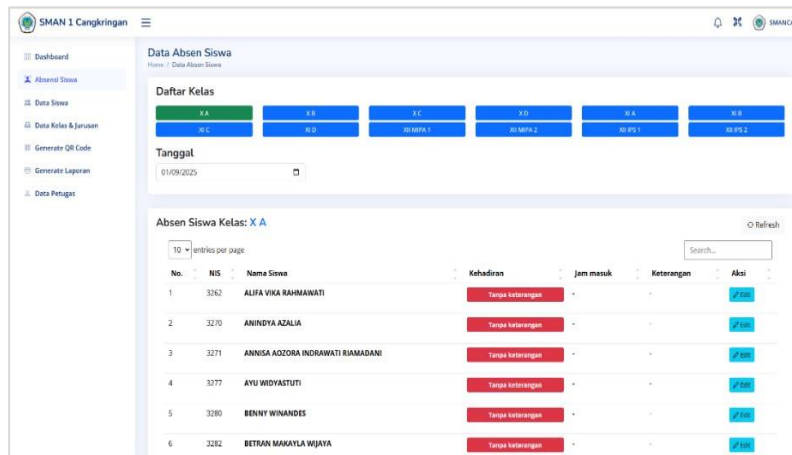 SMAN 1 Cangkringan
SMANCA
Dashboard
Absensi Siswa
Data Siswa
Data Kelas & Jurusan
Generate QR Code
Generate Laporan
Data Petugas
Data Absen Siswa
Home / Data Absen Siswa
Daftar Kelas
X A X B X C X D XI A XI B
XI C XI D XII MIPA 1 XII MIPA 2 XII IPS 1 XII IPS 2
Tanggal
01/09/2025
Absen Siswa Kelas: X A
Refresh
10 entries per page
Search...
No. NIS Nama Siswa Kehadiran Jam masuk Keterangan Aksi
1 3262 ALIFA VIKA RAHMAWATI Tanpa keterangan - - Edit
2 3270 ANINDYA AZALIA Tanpa keterangan - - Edit
3 3271 ANNISA AOZORA INDRAWATI RIAMADANI Tanpa keterangan - - Edit
4 3277 AYU WIDYASTUTI Tanpa keterangan - - Edit
5 3280 BENNY WINANDES Tanpa keterangan - - Edit
6 3282 BETRAN MAKAYLA WIJAYA Tanpa keterangan - - Edit